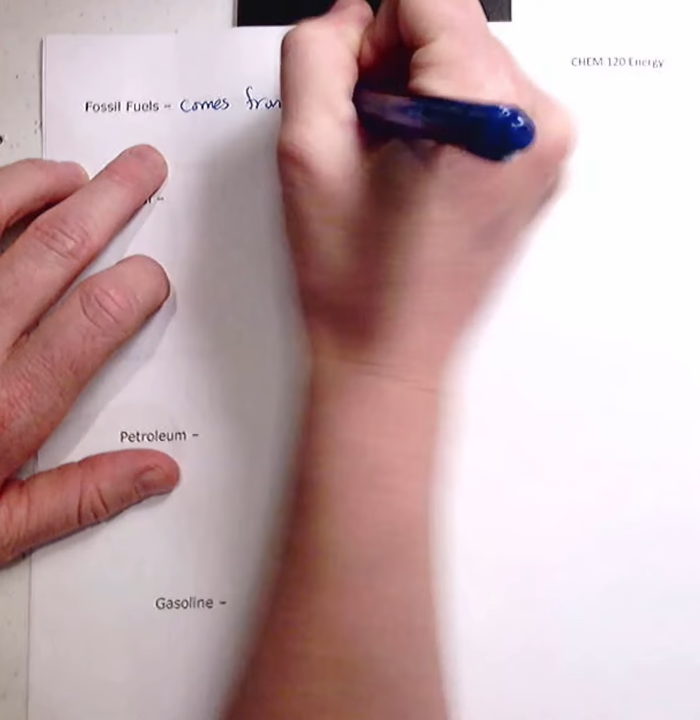 CHEM 120 Energy
Fossil Fuels - comes from
Petroleum -
Gasoline -